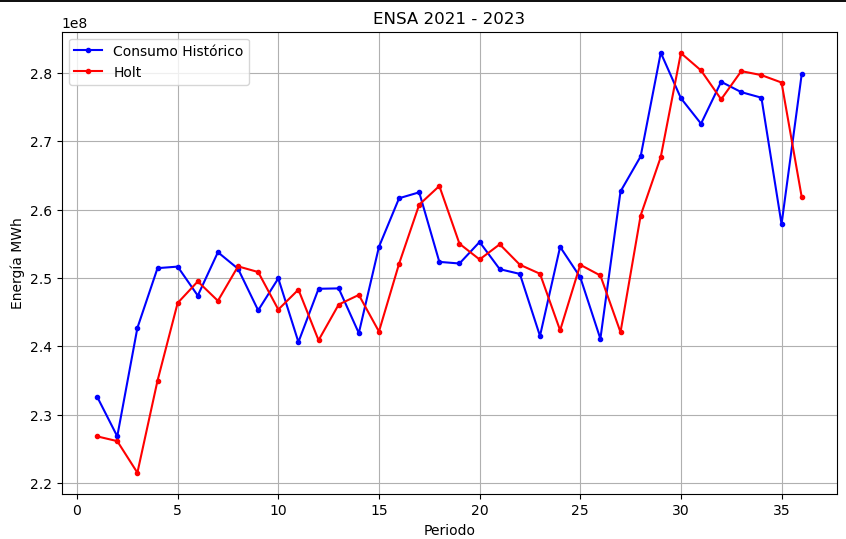 ENSA 2021 - 2023
1e8
Consumo Histórico
Holt
2.8
2.7
2.6
2.5
2.4
2.3
2.2
Energía MWh
0 5 10 15 20 25 30 35
Periodo